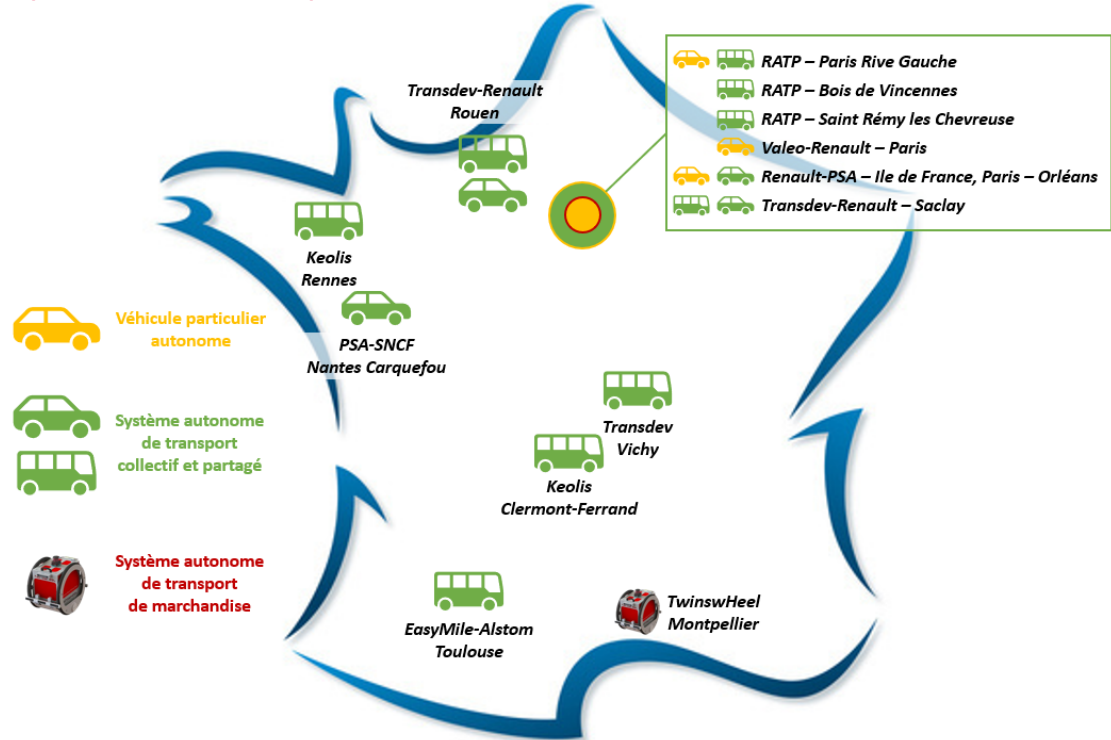 RATP – Paris Rive Gauche
RATP – Bois de Vincennes
RATP – Saint Rémy les Chevreuse
Valeo-Renault – Paris
Renault-PSA – Ile de France, Paris – Orléans
Transdev-Renault – Saclay
Transdev-Renault
Rouen
Keolis
Rennes
PSA-SNCF
Nantes Carquefou
Véhicule particulier
autonome
Système autonome
de transport
collectif et partagé
Système autonome
de transport
de marchandise
Transdev
Vichy
Keolis
Clermont-Ferrand
EasyMile-Alstom
Toulouse
TwinswHeel
Montpellier